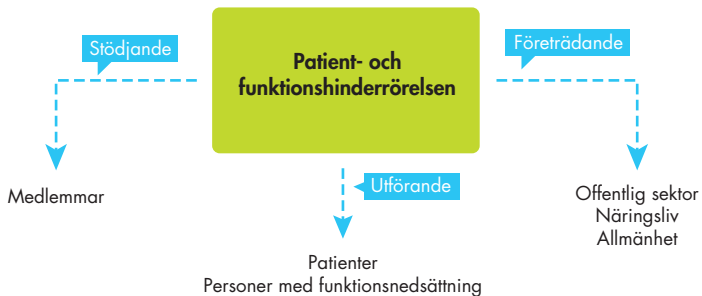 Stödjande
Patient- och
funktionshinderrörelsen
Företrädande
Medlemmar
Utförande
Offentlig sektor
Näringsliv
Allmänhet
Patienter
Personer med funktionsnedsättning